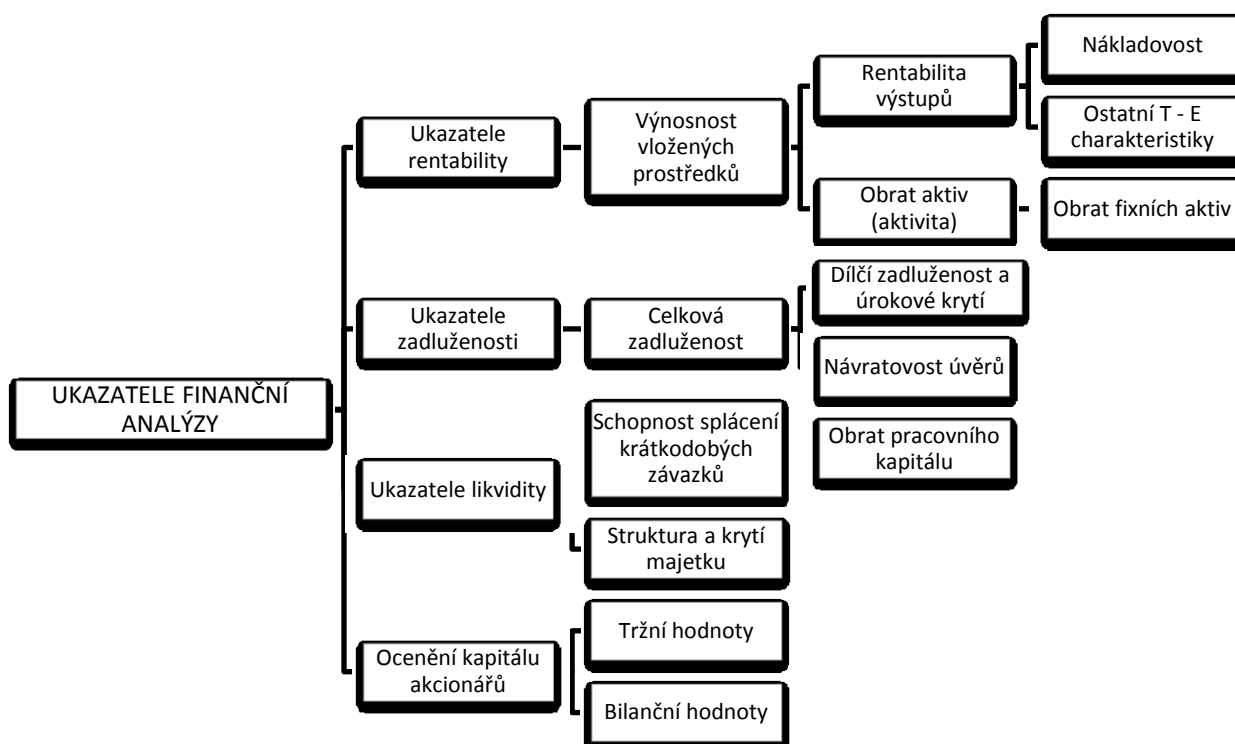 UKAZATELE FINANČNÍ
ANALÝZY
Ukazatele
rentability
Výnosnost
vložených
prostředků
Rentabilita
výstupů
Nákladovost
Ostatní T - E
charakteristiky
Obrat aktiv
(aktivita)
Obrat fixních aktiv
Ukazatele
zadluženosti
Celková
zadluženost
Dílčí zadluženost a
úrokové krytí
Návratovost úvěrů
Obrat pracovního
kapitálu
Ukazatele likvidity
Schopnost splácení
krátkodobých
závazků
Struktura a krytí
majetku
Ocenění kapitálu
akcionářů
Tržní hodnoty
Bilanční hodnoty